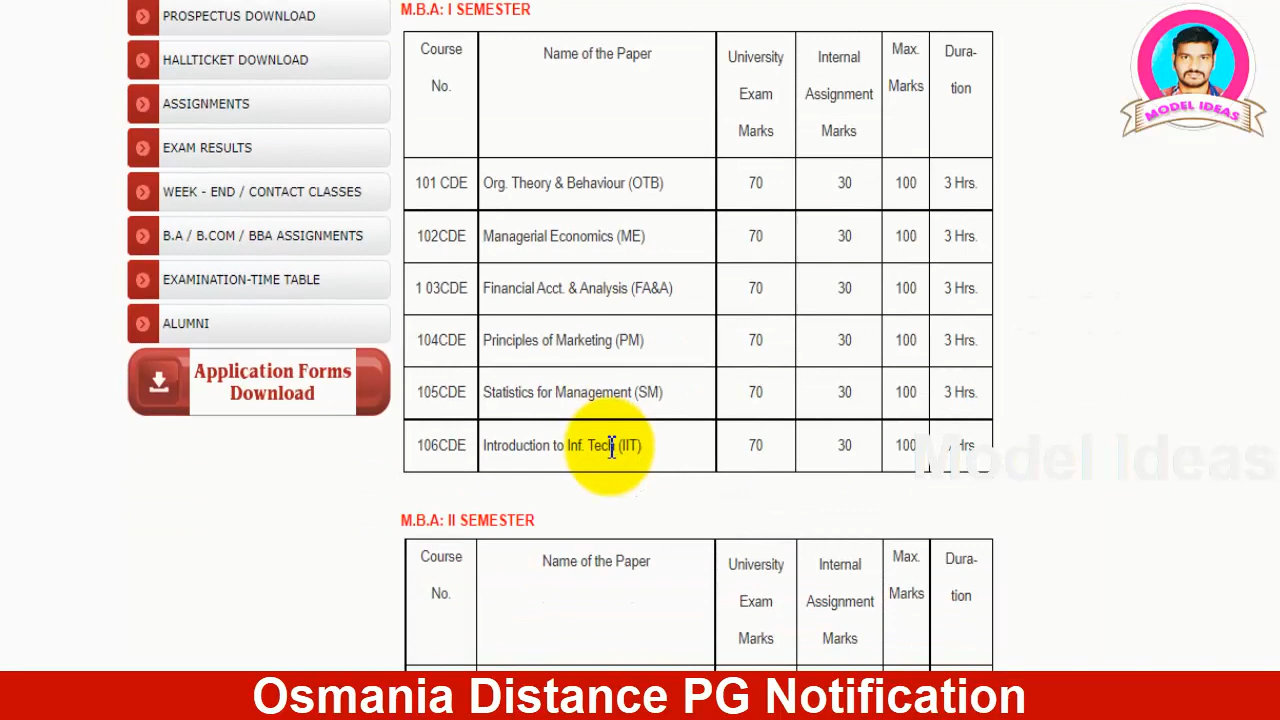 PROSPECTUS DOWNLOAD
HALLTICKET DOWNLOAD
ASSIGNMENTS
EXAM RESULTS
WEEK - END / CONTACT CLASSES
B.A / B.COM / BBA ASSIGNMENTS
EXAMINATION-TIME TABLE
ALUMNI
Application Forms
Download
M.B.A: I SEMESTER
Course No. Name of the Paper University Exam Marks Internal Assignment Marks Max. Marks Dura-tion
101 CDE Org. Theory & Behaviour (OTB) 70 30 100 3 Hrs.
102CDE Managerial Economics (ME) 70 30 100 3 Hrs.
1 03CDE Financial Acct. & Analysis (FA&A) 70 30 100 3 Hrs.
104CDE Principles of Marketing (PM) 70 30 100 3 Hrs.
105CDE Statistics for Management (SM) 70 30 100 3 Hrs.
106CDE Introduction to Inf. Tech (IIT) 70 30 100 Hrs.
M.B.A: II SEMESTER
Course No. Name of the Paper University Exam Marks Internal Assignment Marks Max. Marks Dura-tion
MODEL IDEAS
Model Ideas
Osmania Distance PG Notification